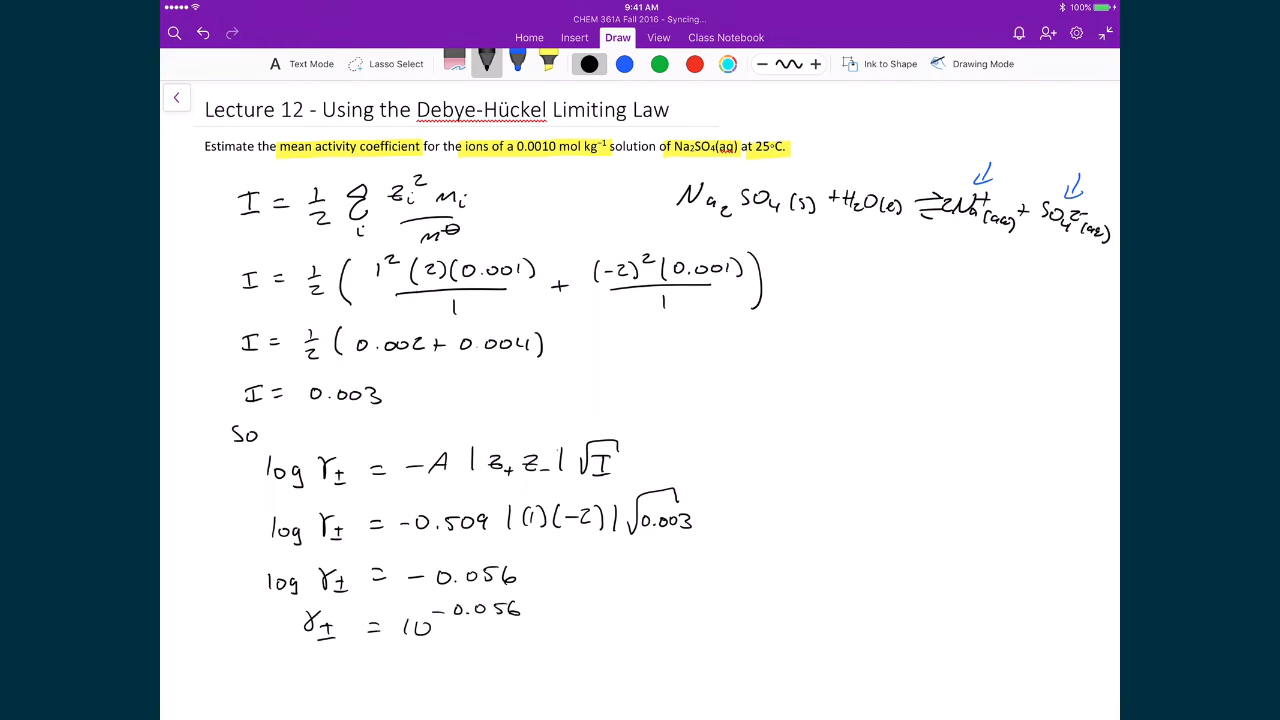 9:41 AM
100%
CHEM 361A Fall 2016 - Syncing...
Home Insert Draw View Class Notebook
A Text Mode Lasso Select Ink to Shape Drawing Mode
Lecture 12 - Using the Debye-Hückel Limiting Law
Estimate the mean activity coefficient for the ions of a 0.0010 mol kg⁻¹ solution of Na₂SO₄(aq) at 25°C.
I = 1/2 Σᵢ zᵢ² mᵢ / m⊖
Na₂SO₄(s) + H₂O(ℓ) ⇌ 2Na⁺(aq) + SO₄²⁻(aq)
I = 1/2 ( 1² (2)(0.001) / 1 + (-2)² (0.001) / 1 )
I = 1/2 ( 0.002 + 0.004 )
I = 0.003
So
log γ± = -A | z₊ z₋ | √I
log γ± = -0.509 | (1)(-2) | √0.003
log γ± = - 0.056
γ± = 10^-0.056